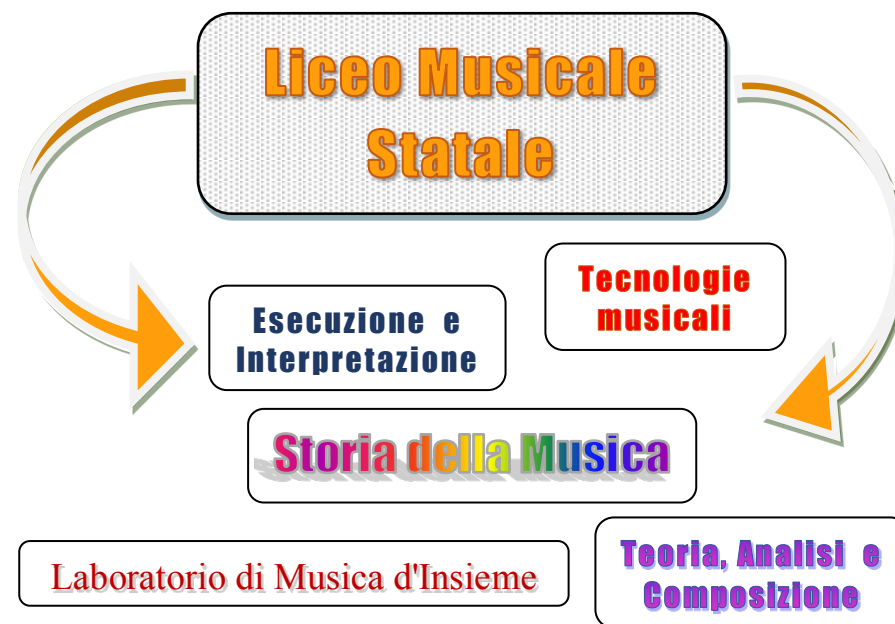 Liceo Musicale
Statale
Tecnologie
musicali
Esecuzione e
Interpretazione
Storia della Musica
Laboratorio di Musica d'Insieme
Teoria, Analisi e
Composizione